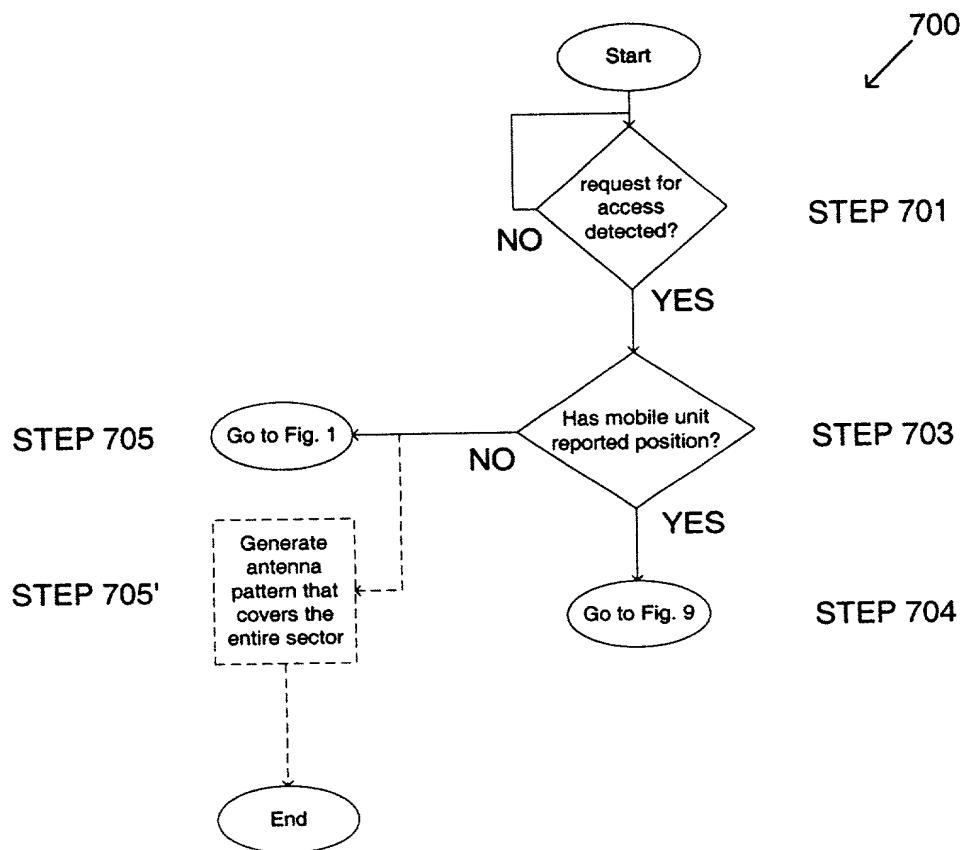 700
Start
request for
access
detected?
STEP 701
NO
YES
Has mobile unit
reported position?
STEP 703
STEP 705
Go to Fig. 1
NO
YES
STEP 705'
Generate
antenna
pattern that
covers the
entire sector
Go to Fig. 9
STEP 704
End